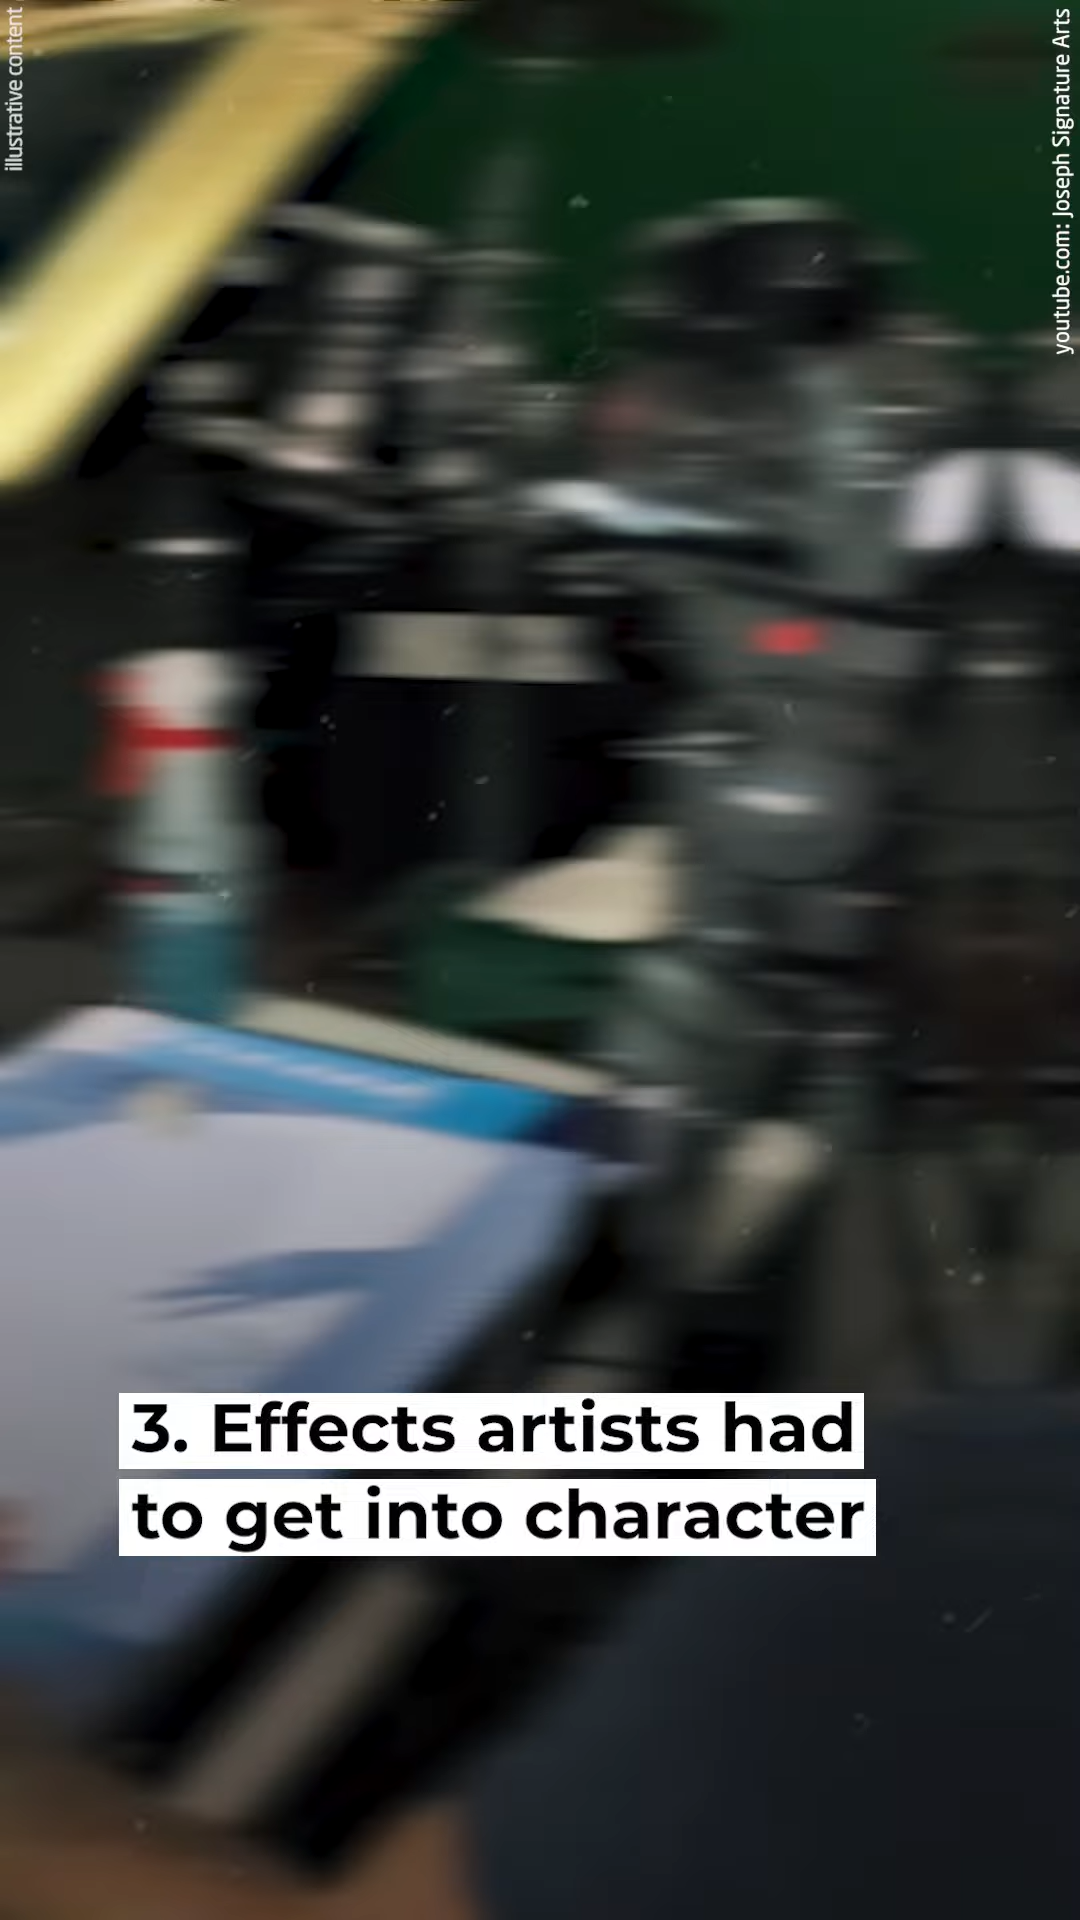 illustrative content
youtube.com: Joseph Signature Arts
3. Effects artists had
to get into character